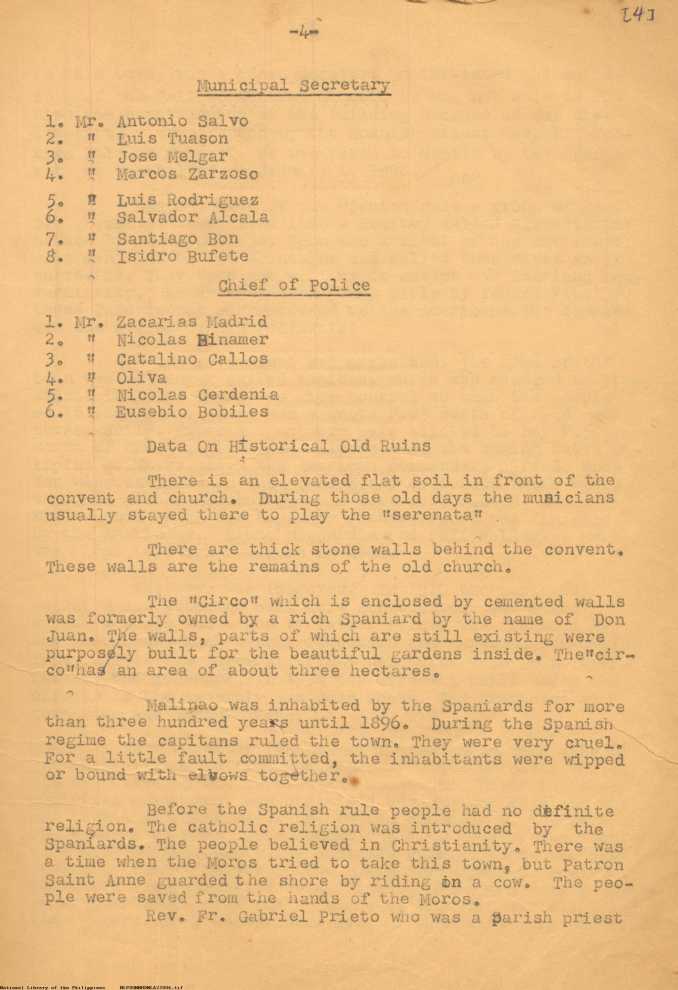 [4]
-4-
Municipal Secretary
1. Mr. Antonio Salvo
2. " Luis Tuason
3. " Jose Melgar
4. " Marcos Zarzoso
5. " Luis Rodriguez
6. " Salvador Alcala
7. " Santiago Bon
8. " Isidro Bufete
Chief of Police
1. Mr. Zacarias Madrid
2. " Nicolas Binamer
3. " Catalino Callos
4. " Oliva
5. " Nicolas Cerdenia
6. " Eusebio Bobiles
Data On Historical Old Ruins
There is an elevated flat soil in front of the
convent and church. During those old days the musicians
usually stayed there to play the "serenata"
There are thick stone walls behind the convent.
These walls are the remains of the old church.
The "Circo" which is enclosed by cemented walls
was formerly owned by a rich Spaniard by the name of Don
Juan. The walls, parts of which are still existing were
purposely built for the beautiful gardens inside. The"cir-
co"has an area of about three hectares.
Malinao was inhabited by the Spaniards for more
than three hundred years until 1896. During the Spanish
regime the capitans ruled the town. They were very cruel.
For a little fault committed, the inhabitants were wipped
or bound with elbows together.
Before the Spanish rule people had no definite
religion. The catholic religion was introduced by the
Spaniards. The people believed in Christianity. There was
a time when the Moros tried to take this town, but Patron
Saint Anne guarded the shore by riding on a cow. The peo-
ple were saved from the hands of the Moros.
Rev. Fr. Gabriel Prieto who was a parish priest
National Library of the Philippines